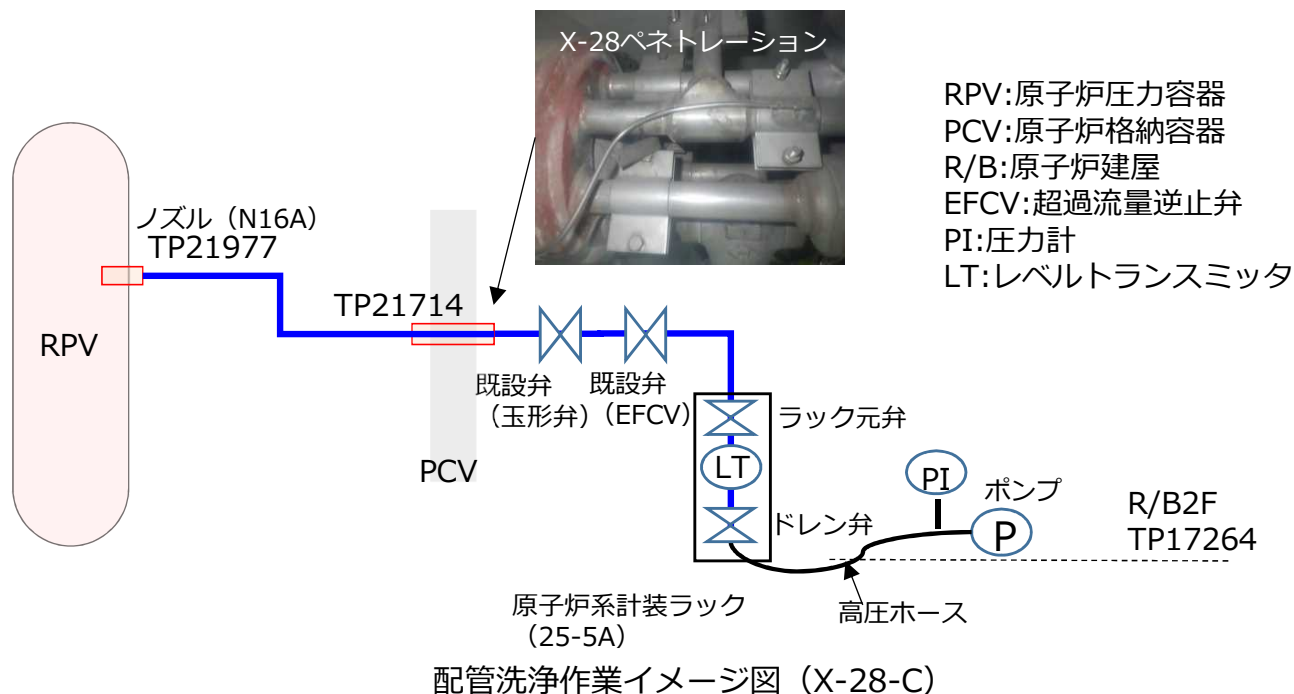 X-28ペネトレーション
RPV:原子炉圧力容器
PCV:原子炉格納容器
R/B:原子炉建屋
EFCV:超過流量逆止弁
PI:圧力計
LT:レベルトランスミッタ
ノズル（N16A）
TP21977
TP21714
RPV
既設弁
（玉形弁）
既設弁
（EFCV）
PCV
ラック元弁
LT
ドレン弁
PI
ポンプ
P
R/B2F
TP17264
高圧ホース
原子炉系計装ラック
（25-5A）
配管洗浄作業イメージ図（X-28-C）